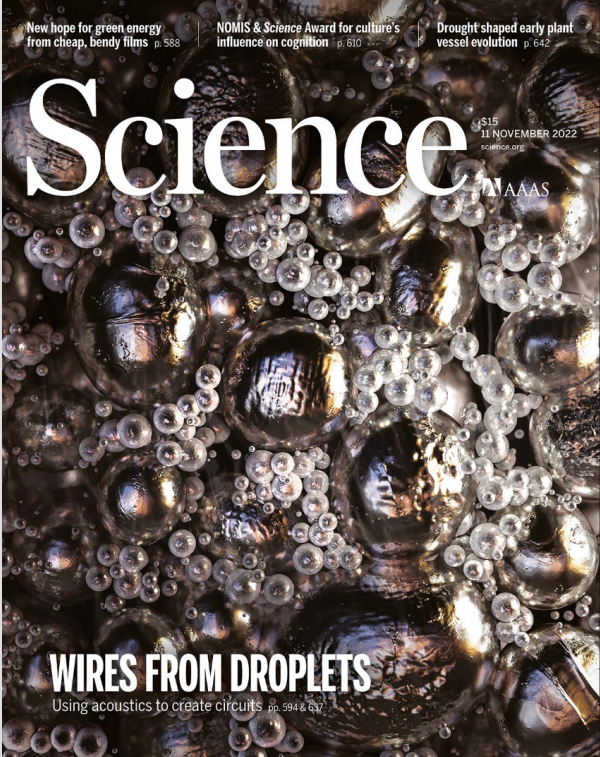 New hope for green energy
from cheap, bendy films p. 588
NOMIS & Science Award for culture's
influence on cognition p. 610
Drought shaped early plant
vessel evolution p. 642
Science
$15
11 NOVEMBER 2022
science.org
AAAS
WIRES FROM DROPLETS
Using acoustics to create circuits pp. 594 & 637